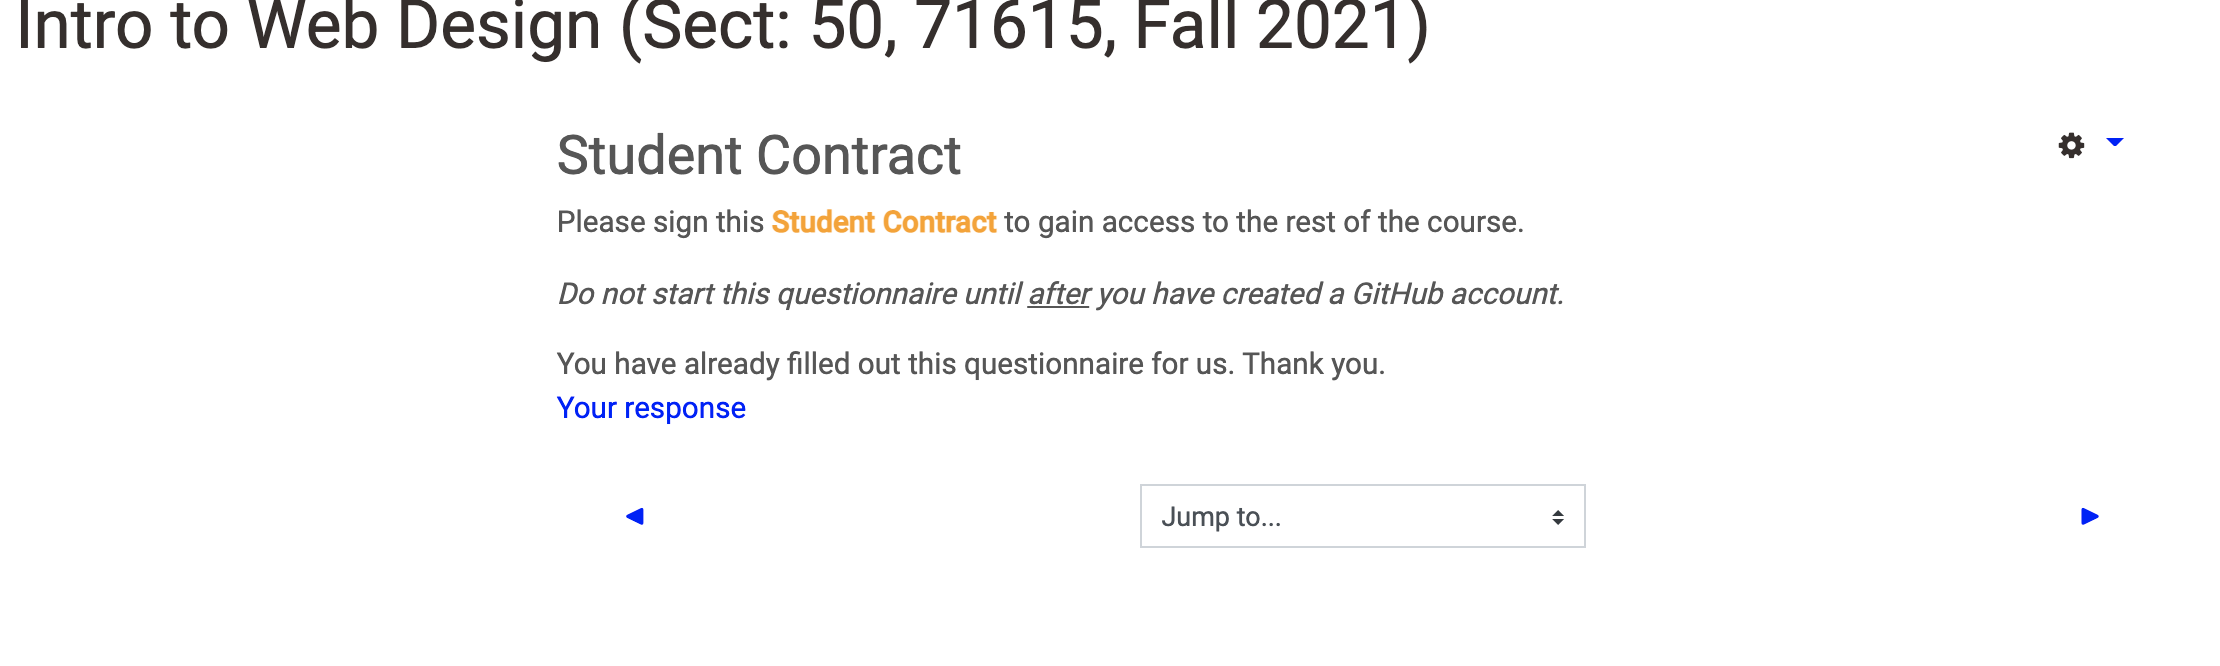 Intro to Web Design (Sect: 50, 71615, Fall 2021)
Student Contract
Please sign this Student Contract to gain access to the rest of the course.
Do not start this questionnaire until after you have created a GitHub account.
You have already filled out this questionnaire for us. Thank you.
Your response
Jump to...